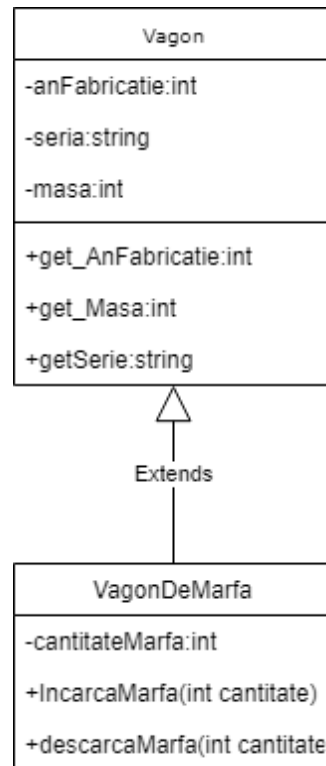 Vagon
-anFabricatie:int
-seria:string
-masa:int
+get_AnFabricatie:int
+get_Masa:int
+getSerie:string
Extends
VagonDeMarfa
-cantitateMarfa:int
+IncarcaMarfa(int cantitate)
+descarcaMarfa(int cantitate